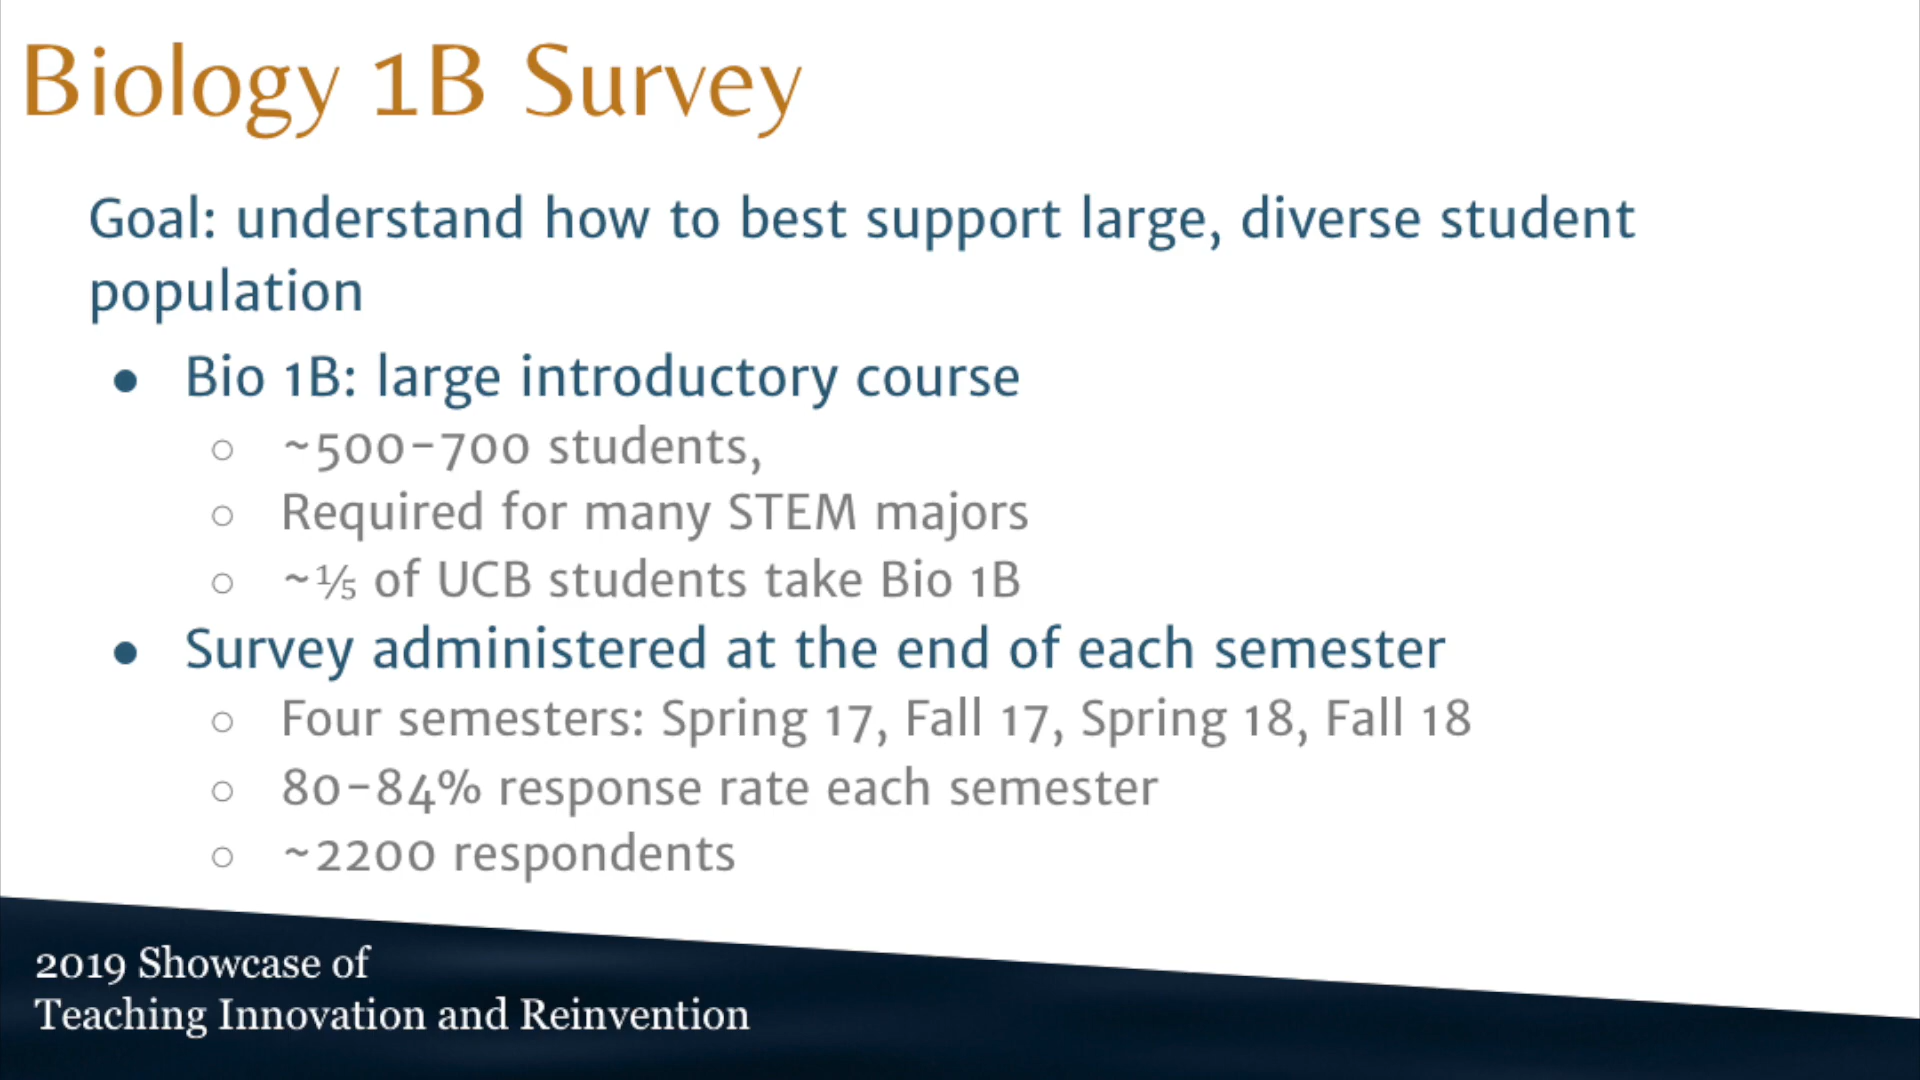 Biology 1B Survey
Goal: understand how to best support large, diverse student
population
● Bio 1B: large introductory course
○ ~500-700 students,
○ Required for many STEM majors
○ ~⅕ of UCB students take Bio 1B
● Survey administered at the end of each semester
○ Four semesters: Spring 17, Fall 17, Spring 18, Fall 18
○ 80-84% response rate each semester
○ ~2200 respondents
2019 Showcase of
Teaching Innovation and Reinvention